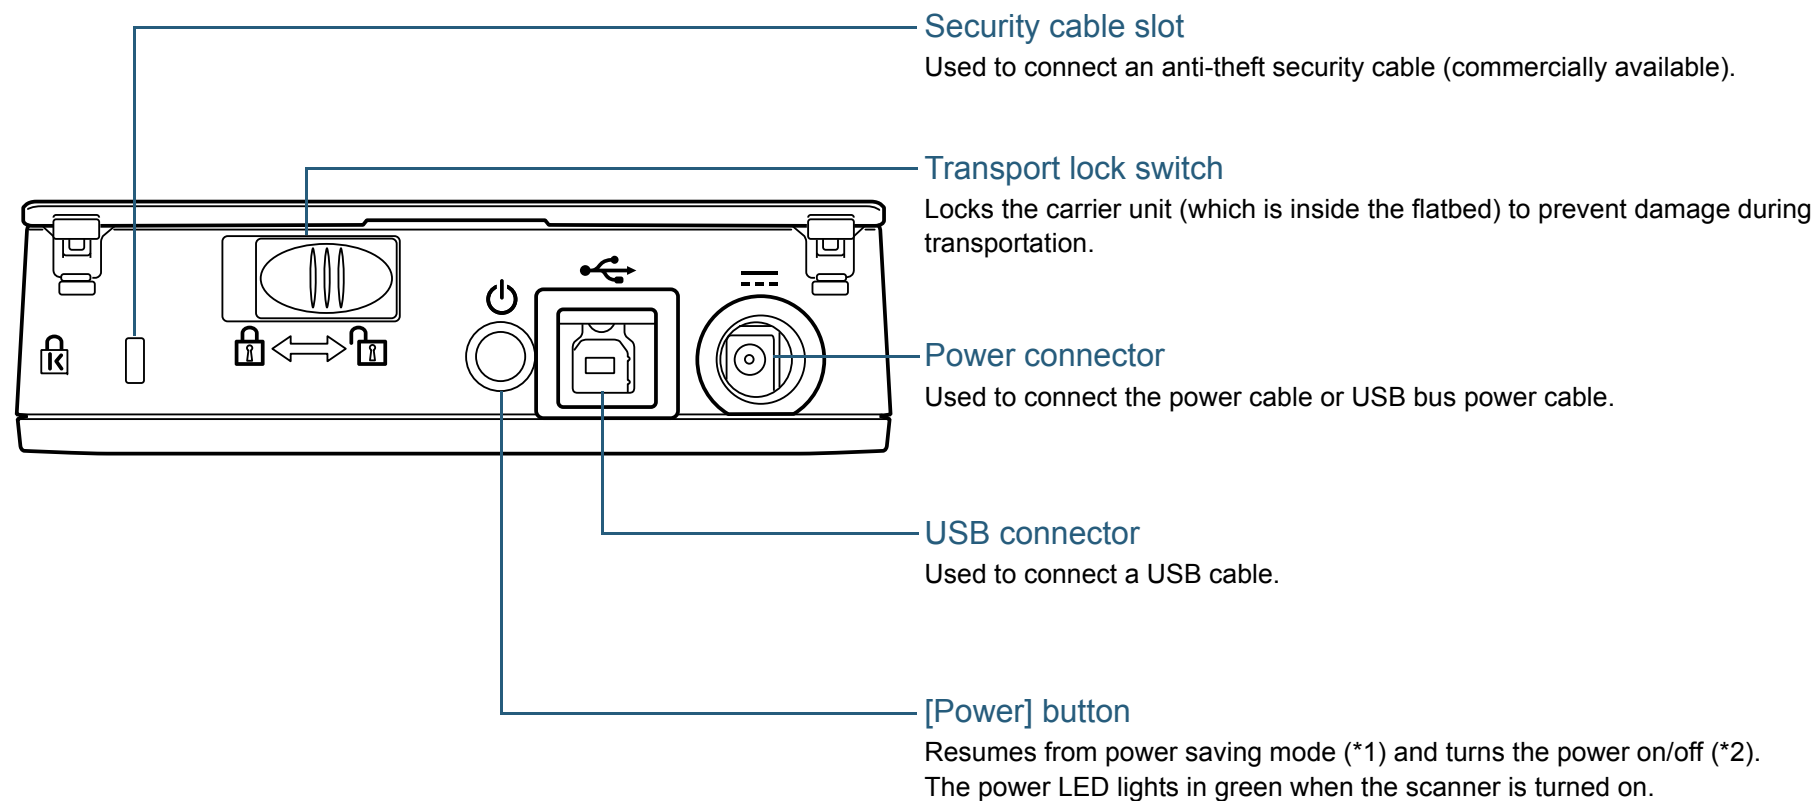 Security cable slot
Used to connect an anti-theft security cable (commercially available).
Transport lock switch
Locks the carrier unit (which is inside the flatbed) to prevent damage during
transportation.
Power connector
Used to connect the power cable or USB bus power cable.
USB connector
Used to connect a USB cable.
[Power] button
Resumes from power saving mode (*1) and turns the power on/off (*2).
The power LED lights in green when the scanner is turned on.
K